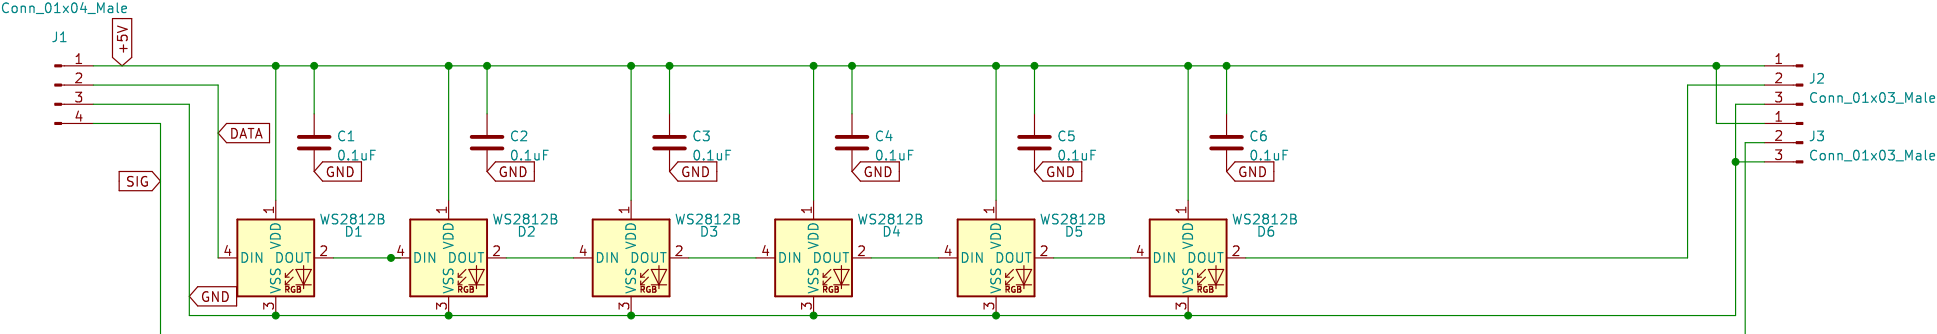 Conn_01x04_Male
J1
+5V
1
2
3
4
DATA
SIG
GND
C1
0.1uF
GND
C2
0.1uF
GND
C3
0.1uF
GND
C4
0.1uF
GND
C5
0.1uF
GND
C6
0.1uF
GND
1
2
3
J2
Conn_01x03_Male
1
2
3
J3
Conn_01x03_Male
WS2812B
D1
1
VDD
4
DIN
DOUT
2
VSS
RGB
3
WS2812B
D2
1
VDD
4
DIN
DOUT
2
VSS
RGB
3
WS2812B
D3
1
VDD
4
DIN
DOUT
2
VSS
RGB
3
WS2812B
D4
1
VDD
4
DIN
DOUT
2
VSS
RGB
3
WS2812B
D5
1
VDD
4
DIN
DOUT
2
VSS
RGB
3
WS2812B
D6
1
VDD
4
DIN
DOUT
2
VSS
RGB
3